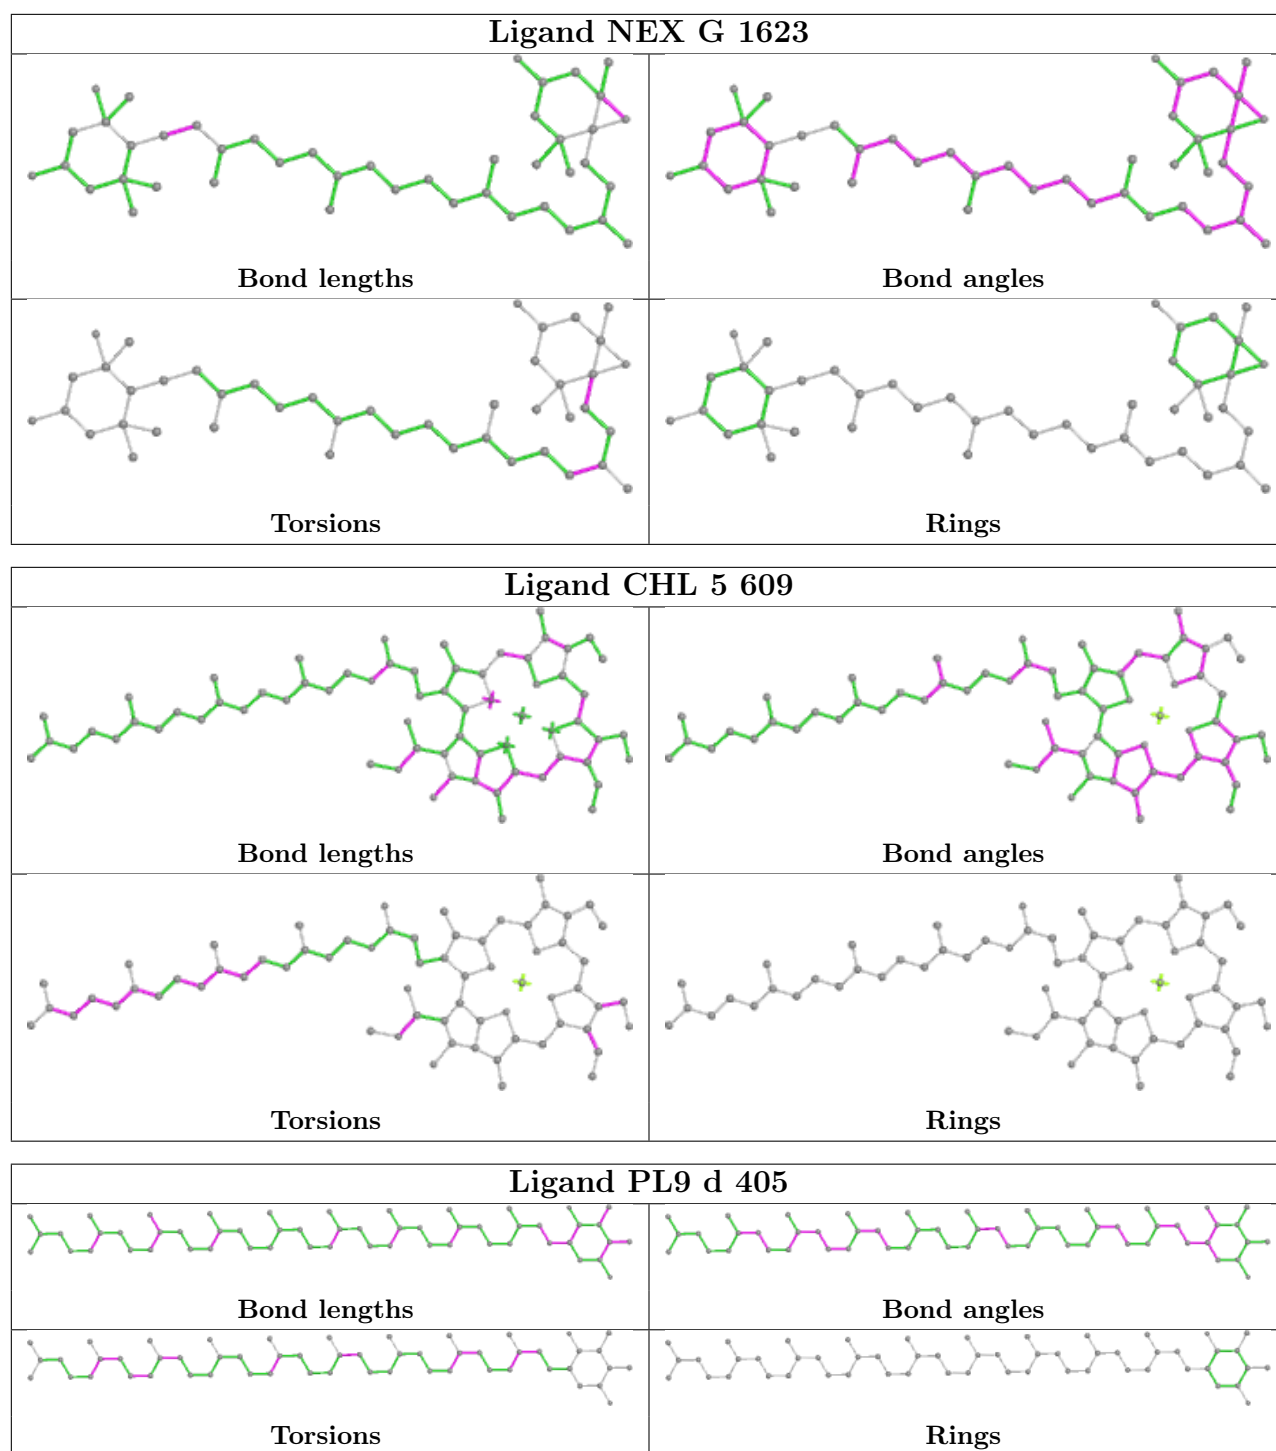 Ligand NEX G 1623
Bond lengths
Bond angles
Torsions
Rings
Ligand CHL 5 609
Bond lengths
Bond angles
Torsions
Rings
Ligand PL9 d 405
Bond lengths
Bond angles
Torsions
Rings